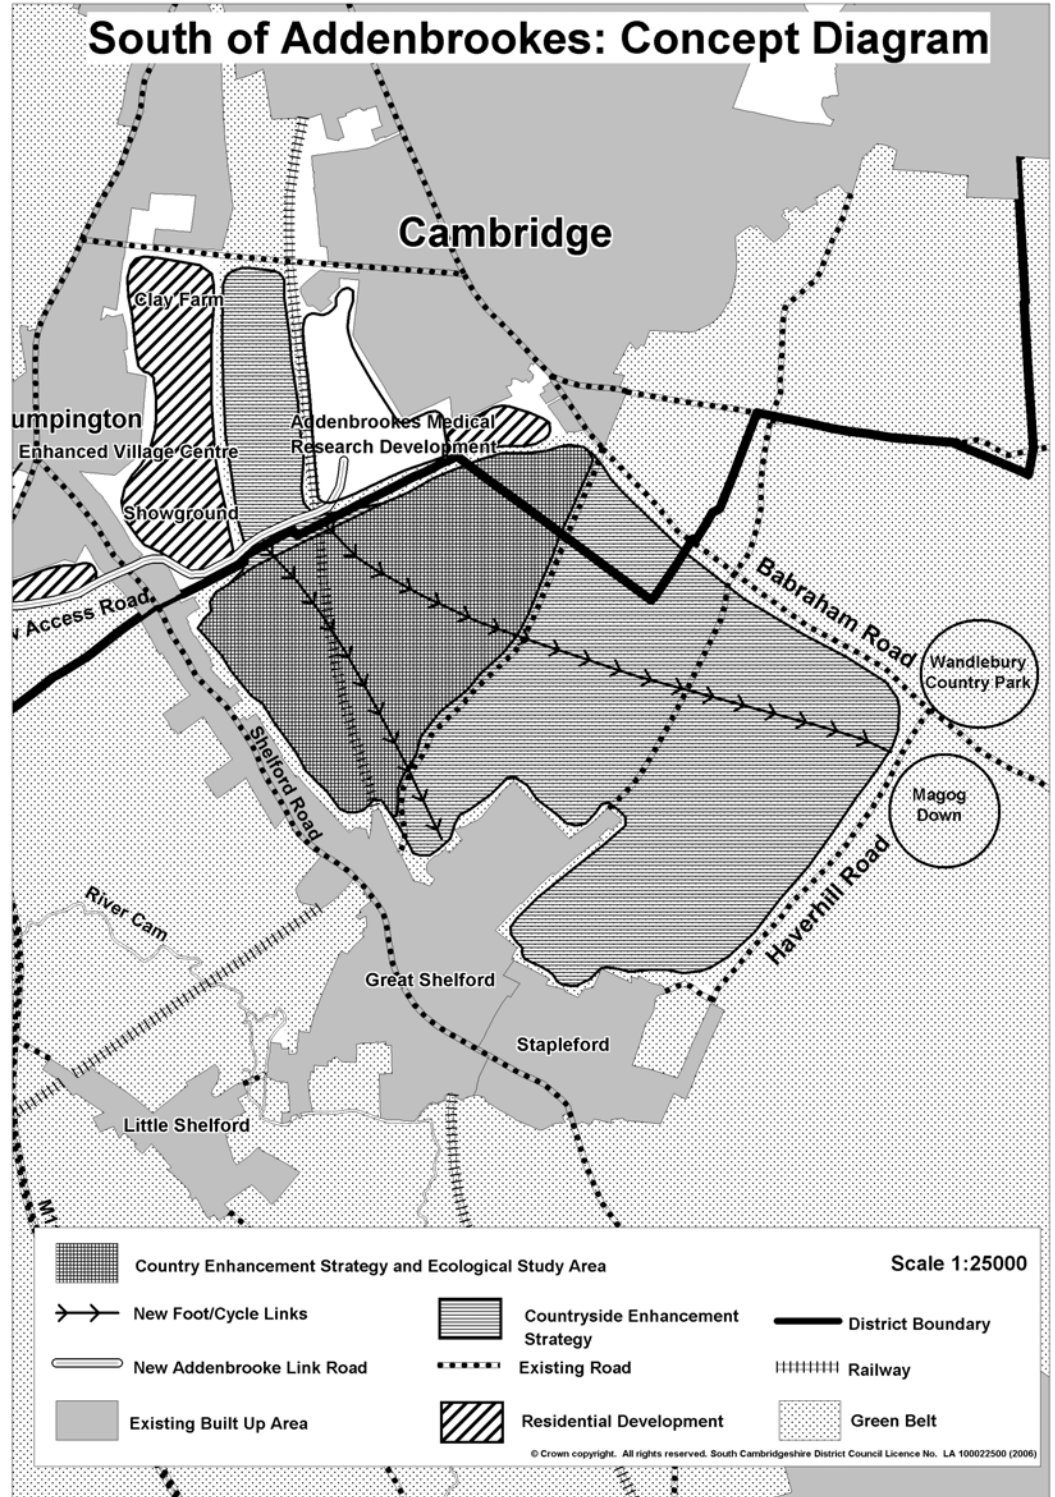 South of Addenbrookes: Concept Diagram
Cambridge
Clay Farm
umpington
Addenbrookes Medical
Research Development
Enhanced Village Centre
Showground
w Access Road
Babraham Road
Wandlebury
Country Park
Shelford Road
Magog
Down
Haverhill Road
River Cam
Great Shelford
Stapleford
Little Shelford
M1
Country Enhancement Strategy and Ecological Study Area
Scale 1:25000
New Foot/Cycle Links
Countryside Enhancement
Strategy
District Boundary
New Addenbrooke Link Road
Existing Road
Railway
Existing Built Up Area
Residential Development
Green Belt
© Crown copyright. All rights reserved. South Cambridgeshire District Council Licence No. LA 100022500 (2006)